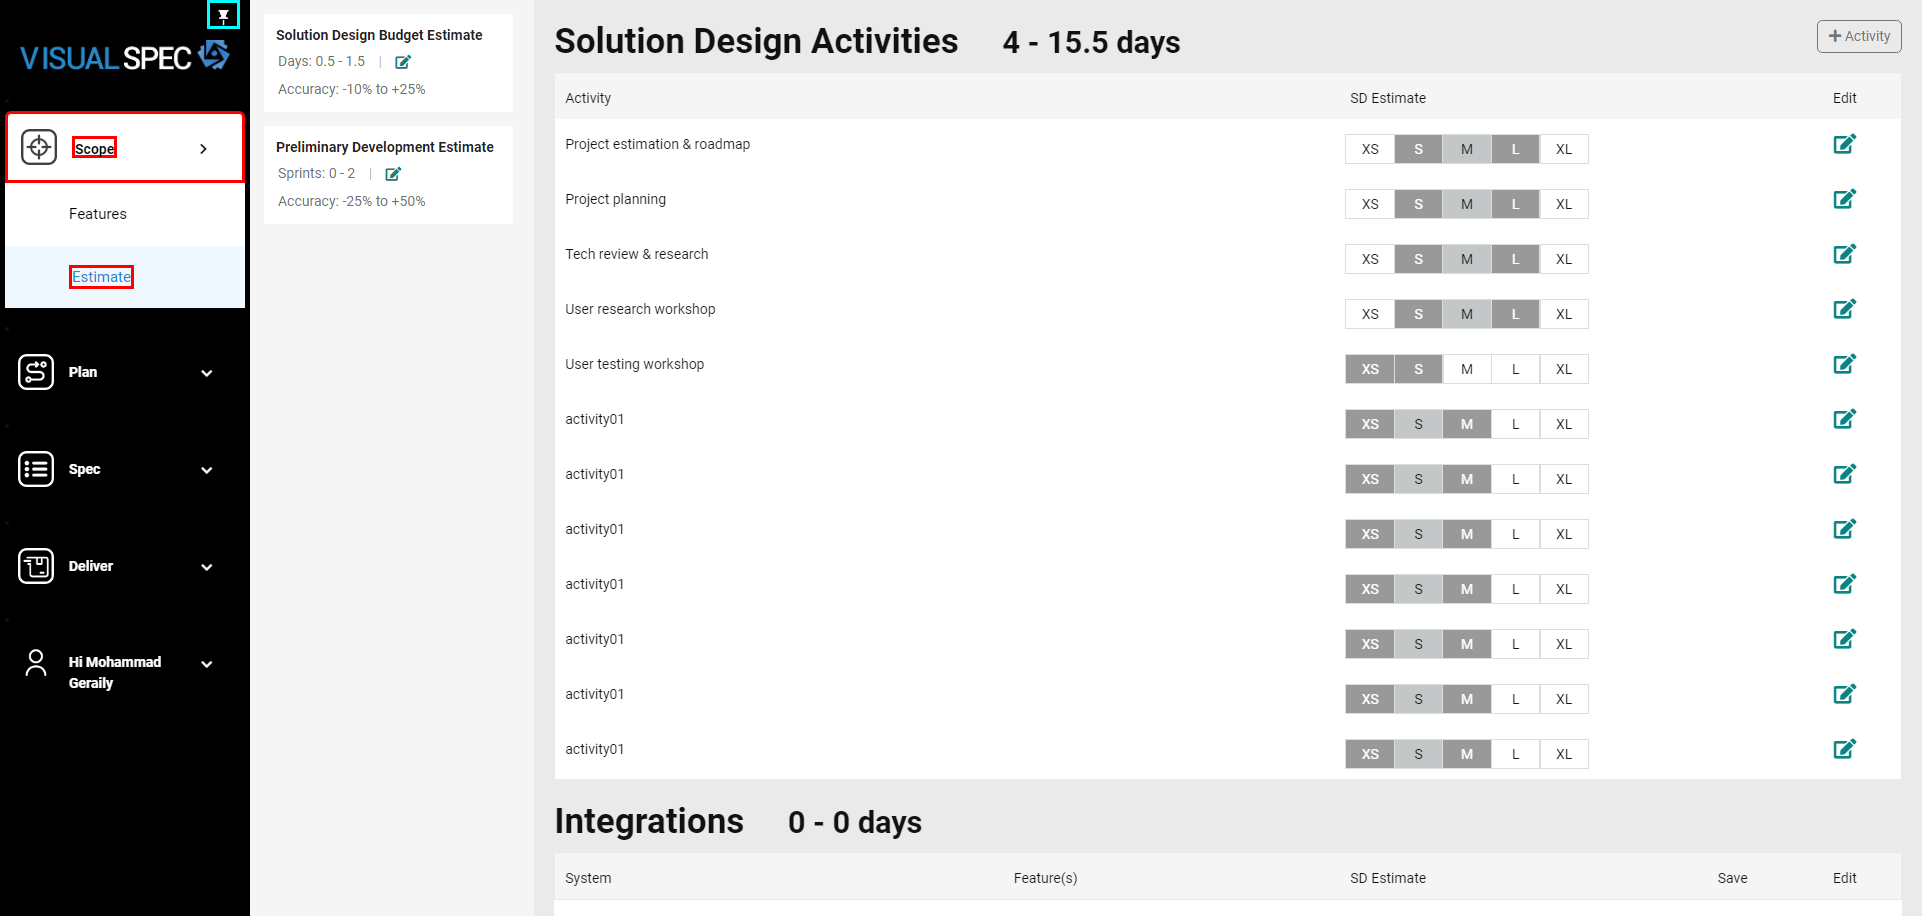 VISUAL SPEC
Scope
Features
Estimate
Plan
Spec
Deliver
Hi Mohammad
Geraily
Solution Design Budget Estimate
Days: 0.5 - 1.5 |
Accuracy: -10% to +25%
Preliminary Development Estimate
Sprints: 0 - 2 |
Accuracy: -25% to +50%
Solution Design Activities 4 - 15.5 days
+ Activity
Activity SD Estimate Edit
Project estimation & roadmap XS S M L XL
Project planning XS S M L XL
Tech review & research XS S M L XL
User research workshop XS S M L XL
User testing workshop XS S M L XL
activity01 XS S M L XL
activity01 XS S M L XL
activity01 XS S M L XL
activity01 XS S M L XL
activity01 XS S M L XL
activity01 XS S M L XL
activity01 XS S M L XL
Integrations 0 - 0 days
System Feature(s) SD Estimate Save Edit